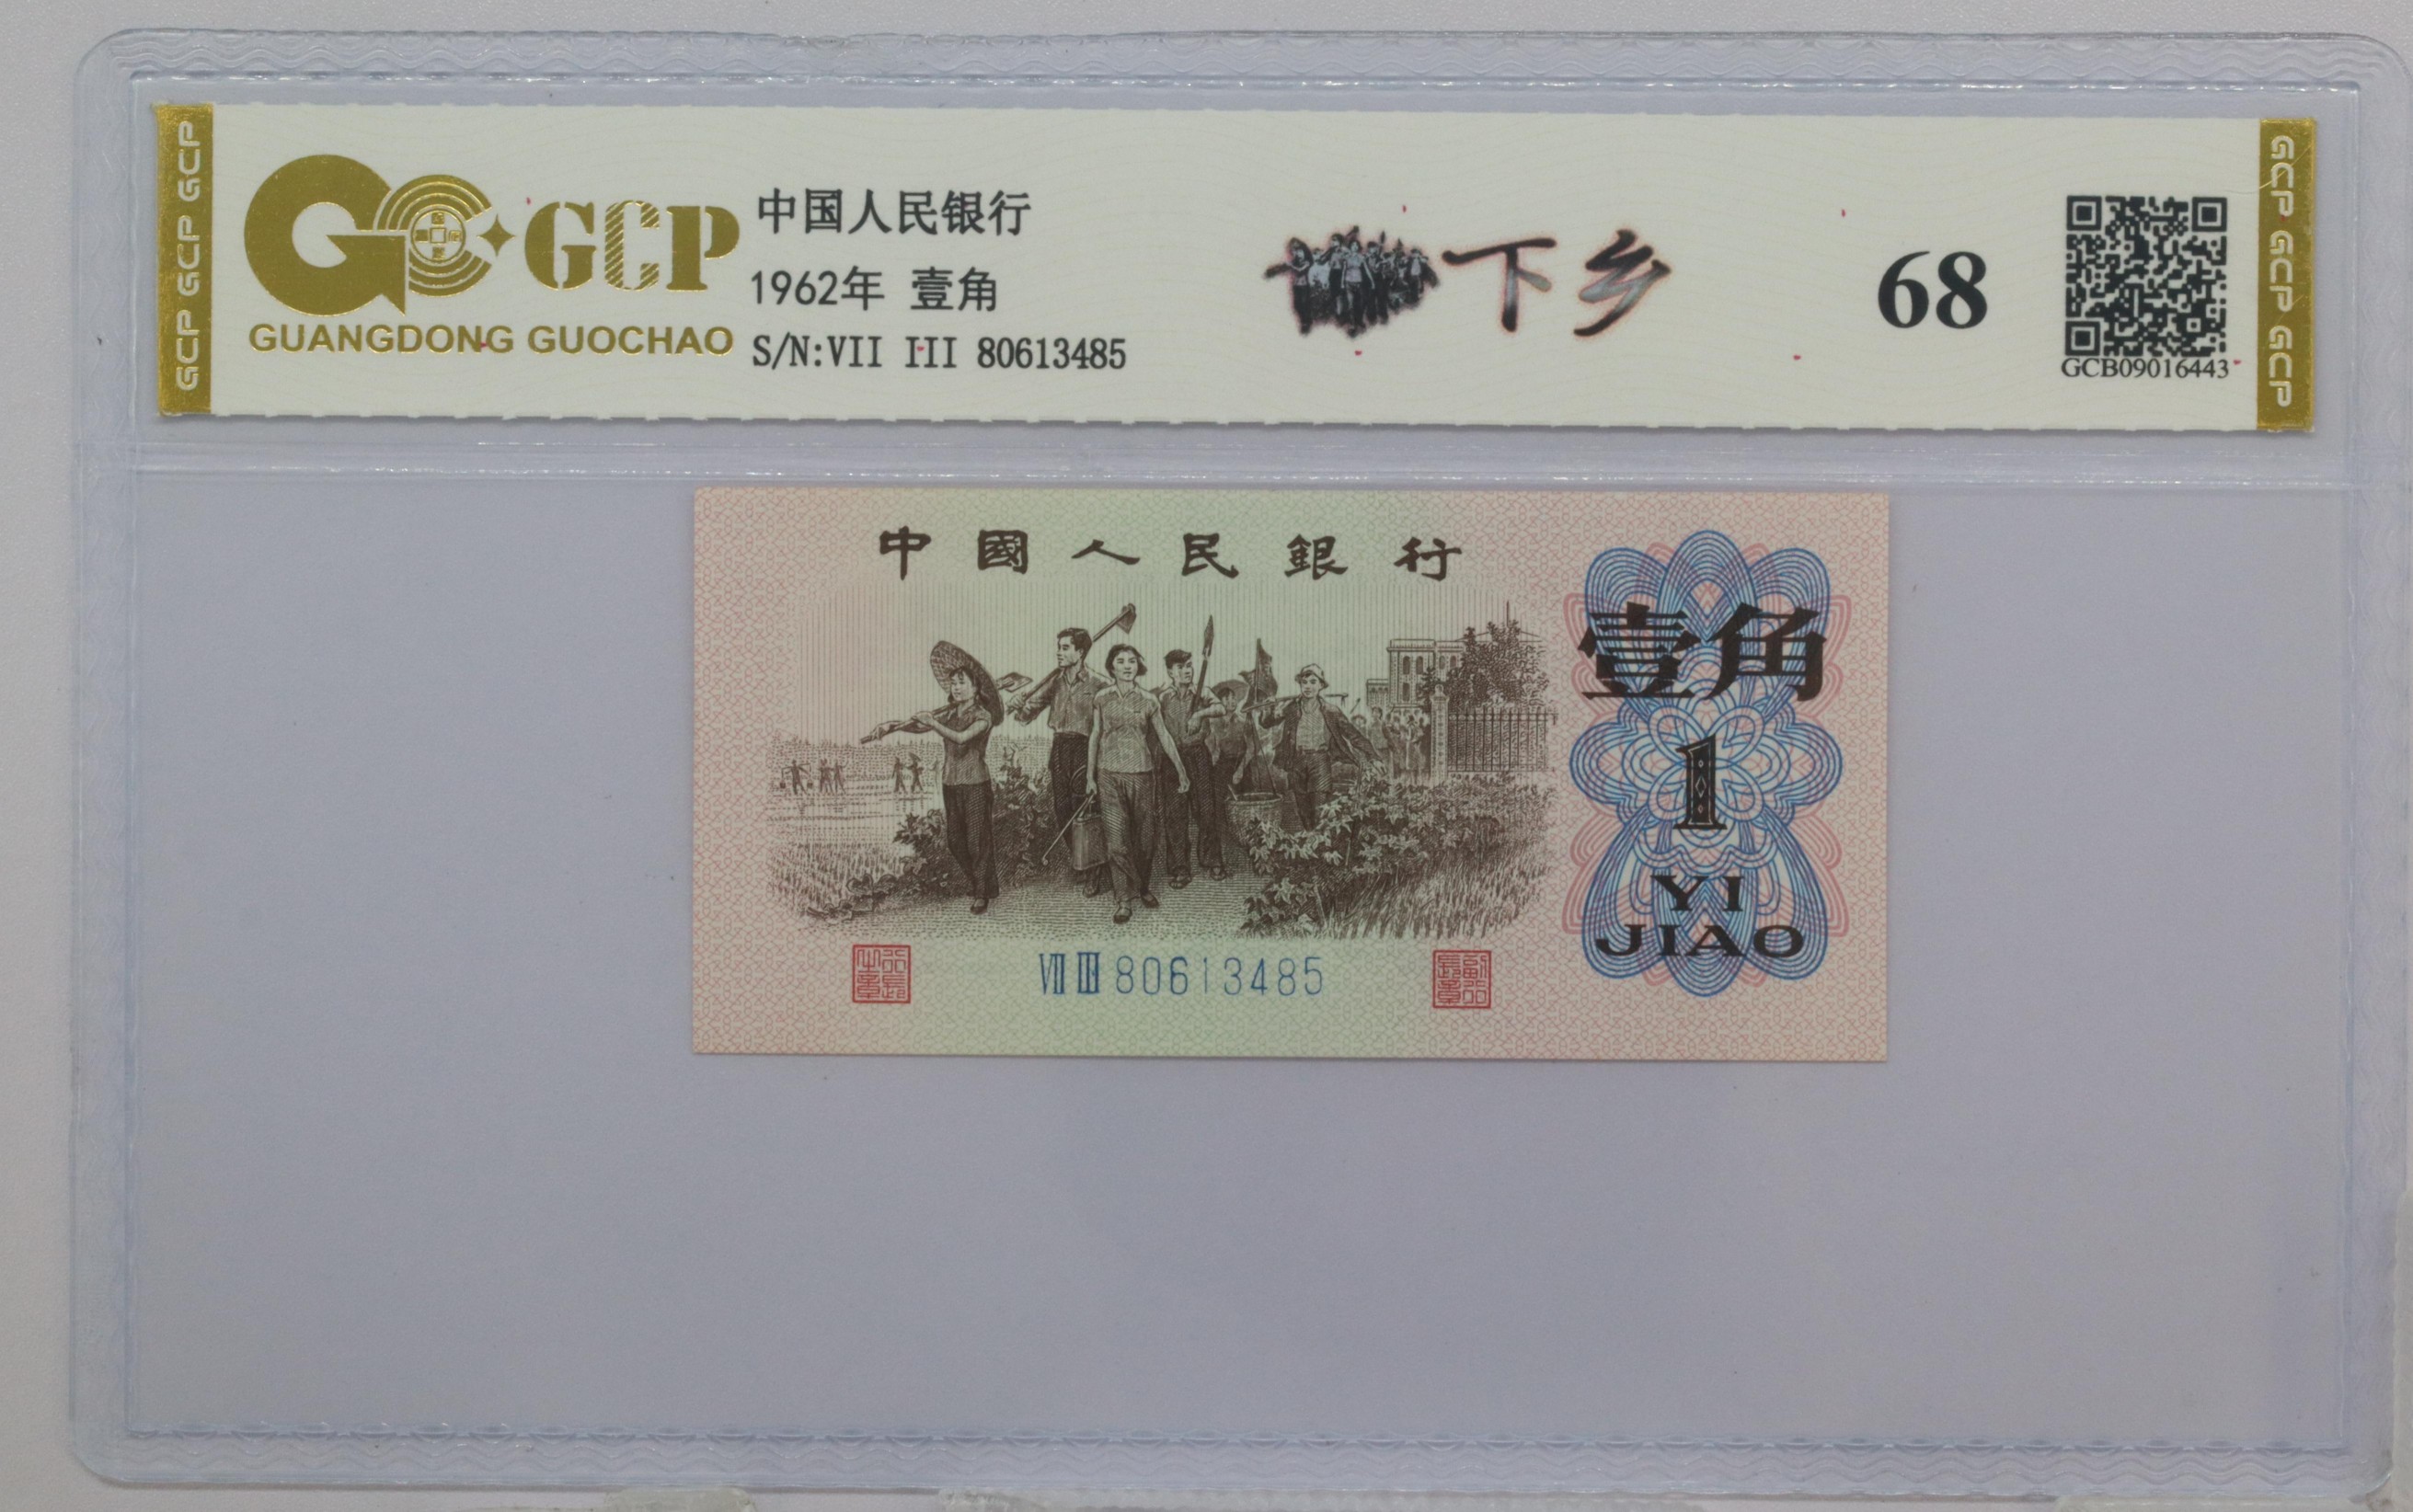 GCP GCP GCP
GCP
GUANGDONG GUOCHAO
中国人民银行
1962年 壹角
S/N:VII III 80613485
下乡
68
GCB09016443
GCP GCP GCP
中國人民銀行
壹角
1
YI
JIAO
VII III 80613485